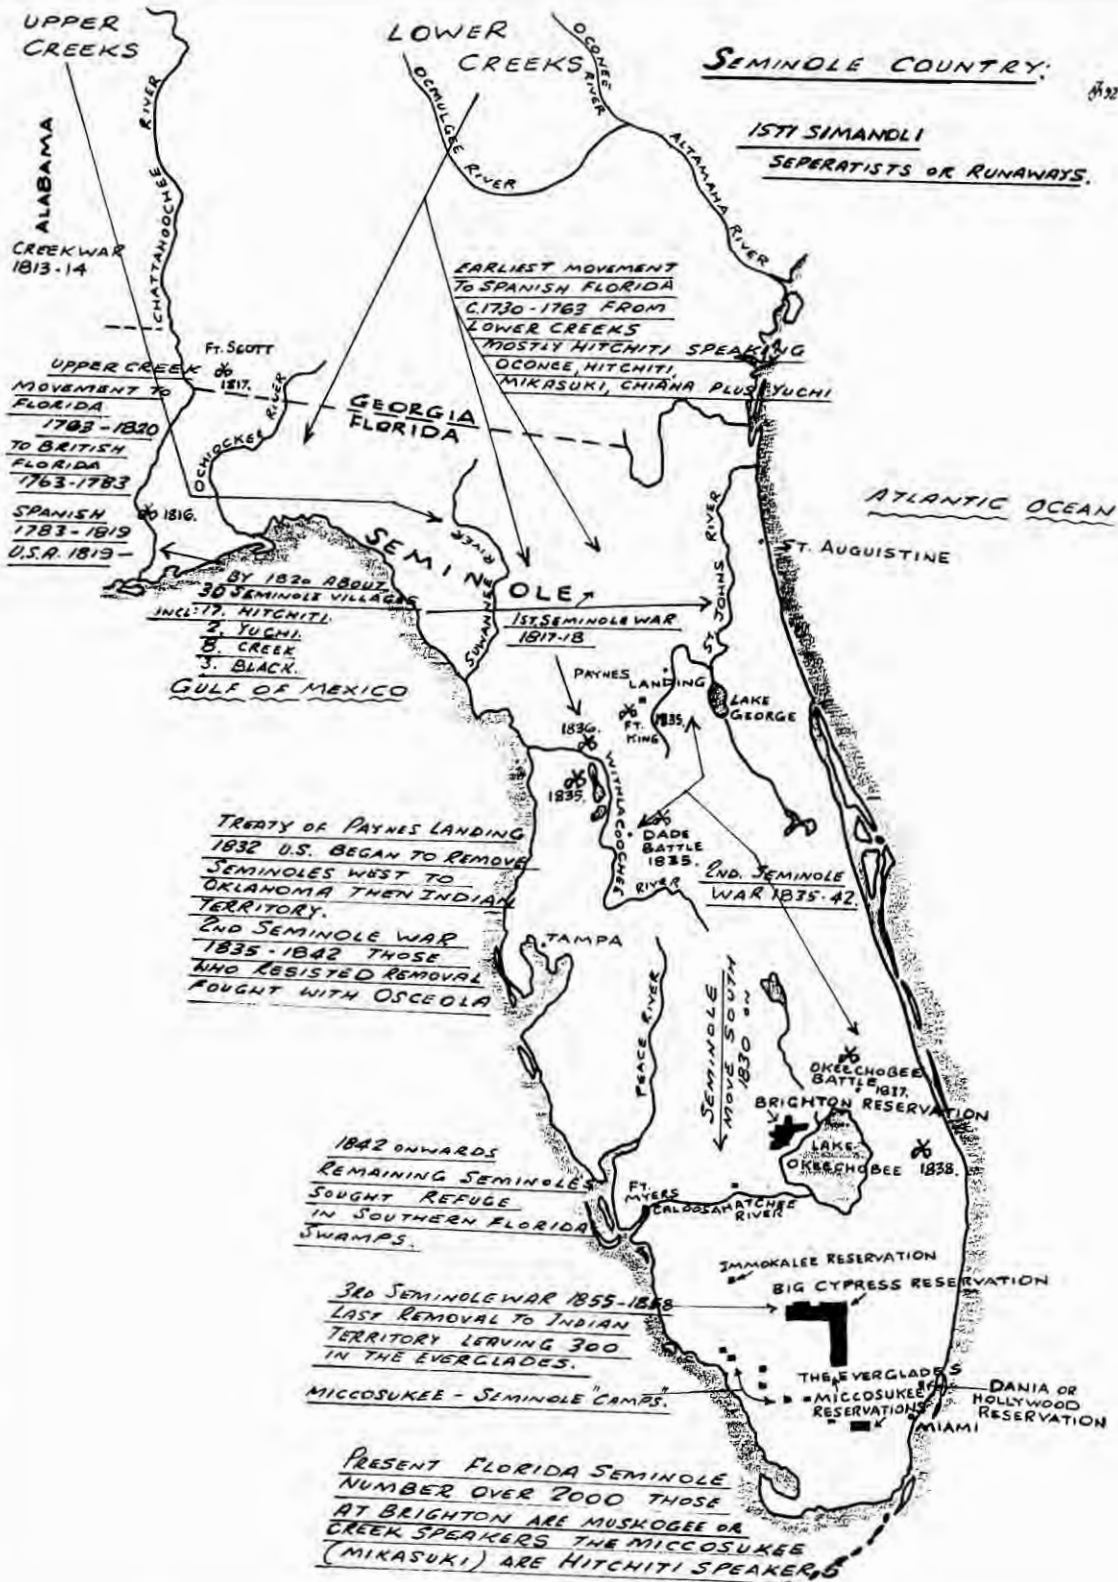 UPPER
CREEKS
LOWER
CREEKS
OCONEE
RIVER
SEMINOLE COUNTRY:
ISTI SIMANOLI
SEPERATISTS OR RUNAWAYS.
OCMULGEE RIVER
RIVER
ALTAMAHA RIVER
ALABAMA
CHATTAHOOCHEE RIVER
CREEK WAR
1813-14
EARLIEST MOVEMENT
TO SPANISH FLORIDA
C.1730-1763 FROM
LOWER CREEKS
MOSTLY HITCHITI SPEAKING
OCONEE, HITCHITI,
MIKASUKI, CHIAHA PLUS YUCHI
FT. SCOTT
1817.
UPPER CREEK
MOVEMENT TO
FLORIDA
1763-1820
TO BRITISH
FLORIDA
1763-1783
SPANISH
1783-1819
U.S.A. 1819-
1816.
OCHLOCKEE RIVER
GEORGIA
FLORIDA
ATLANTIC OCEAN
ST. AUGUSTINE
ST. JOHNS RIVER
SEMINOLE
SUWANNEE RIVER
BY 1820 ABOUT
30 SEMINOLE VILLAGES
INCL: 17. HITCHITI.
2. YUCHI.
8. CREEK
3. BLACK.
GULF OF MEXICO
1ST. SEMINOLE WAR
1817-18
PAYNES LANDING
FT.
KING
1835.
LAKE
GEORGE
1836.
1835.
WITHLACOOCHEE
RIVER
DADE
BATTLE
1835.
2ND. SEMINOLE
WAR 1835-42.
TREATY OF PAYNES LANDING
1832 U.S. BEGAN TO REMOVE
SEMINOLES WEST TO
OKLAHOMA THEN INDIAN
TERRITORY.
2ND SEMINOLE WAR
1835-1842 THOSE
WHO RESISTED REMOVAL
FOUGHT WITH OSCEOLA
TAMPA
PEACE RIVER
SEMINOLE
MOVE SOUTH
1830 ON
OKEECHOBEE
BATTLE 1837.
BRIGHTON RESERVATION
LAKE
OKEECHOBEE
1838.
1842 ONWARDS
REMAINING SEMINOLES
SOUGHT REFUGE
IN SOUTHERN FLORIDA
SWAMPS.
FT.
MYERS
CALOOSAHATCHEE
RIVER
IMMOKALEE RESERVATION
BIG CYPRESS RESERVATION
3RD SEMINOLE WAR 1855-1858
LAST REMOVAL TO INDIAN
TERRITORY LEAVING 300
IN THE EVERGLADES.
MICCOSUKEE - SEMINOLE "CAMPS."
THE EVERGLADES
MICCOSUKEE
RESERVATIONS
DANIA OR
HOLLYWOOD
RESERVATION
MIAMI
PRESENT FLORIDA SEMINOLE
NUMBER OVER 2000 THOSE
AT BRIGHTON ARE MUSKOGEE OR
CREEK SPEAKERS THE MICCOSUKEE
(MIKASUKI) ARE HITCHITI SPEAKERS